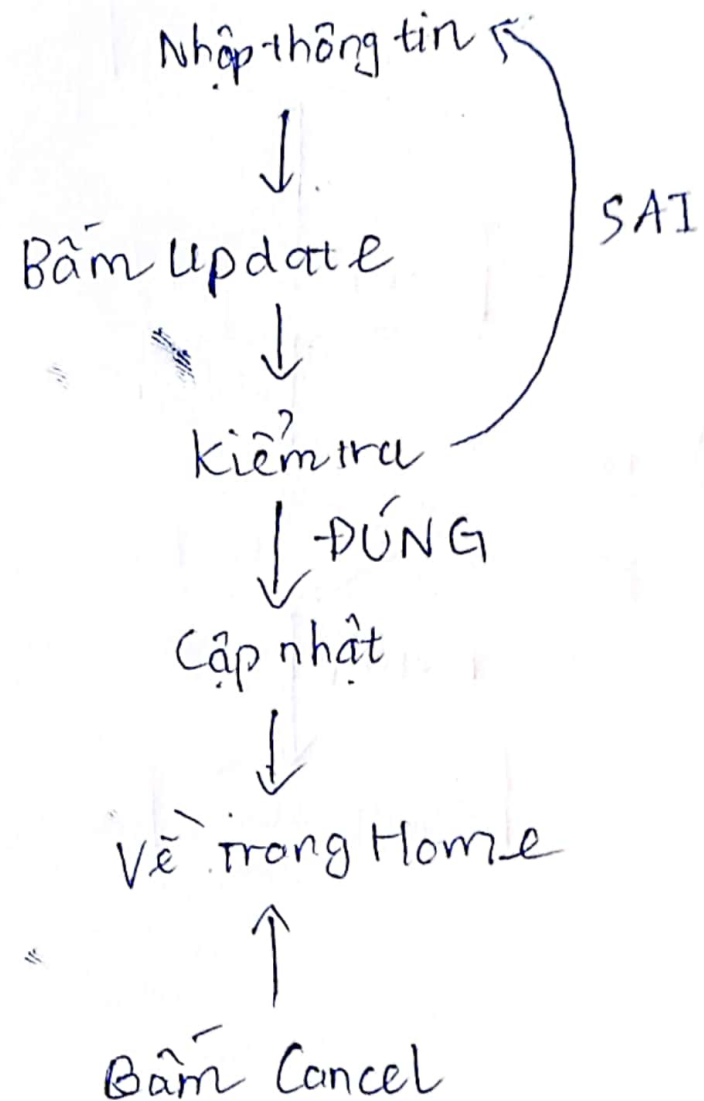 Nhập thông tin
SAI
Bấm Update
Kiểm tra
ĐÚNG
Cập nhật
Về Trang Home
Bấm Cancel